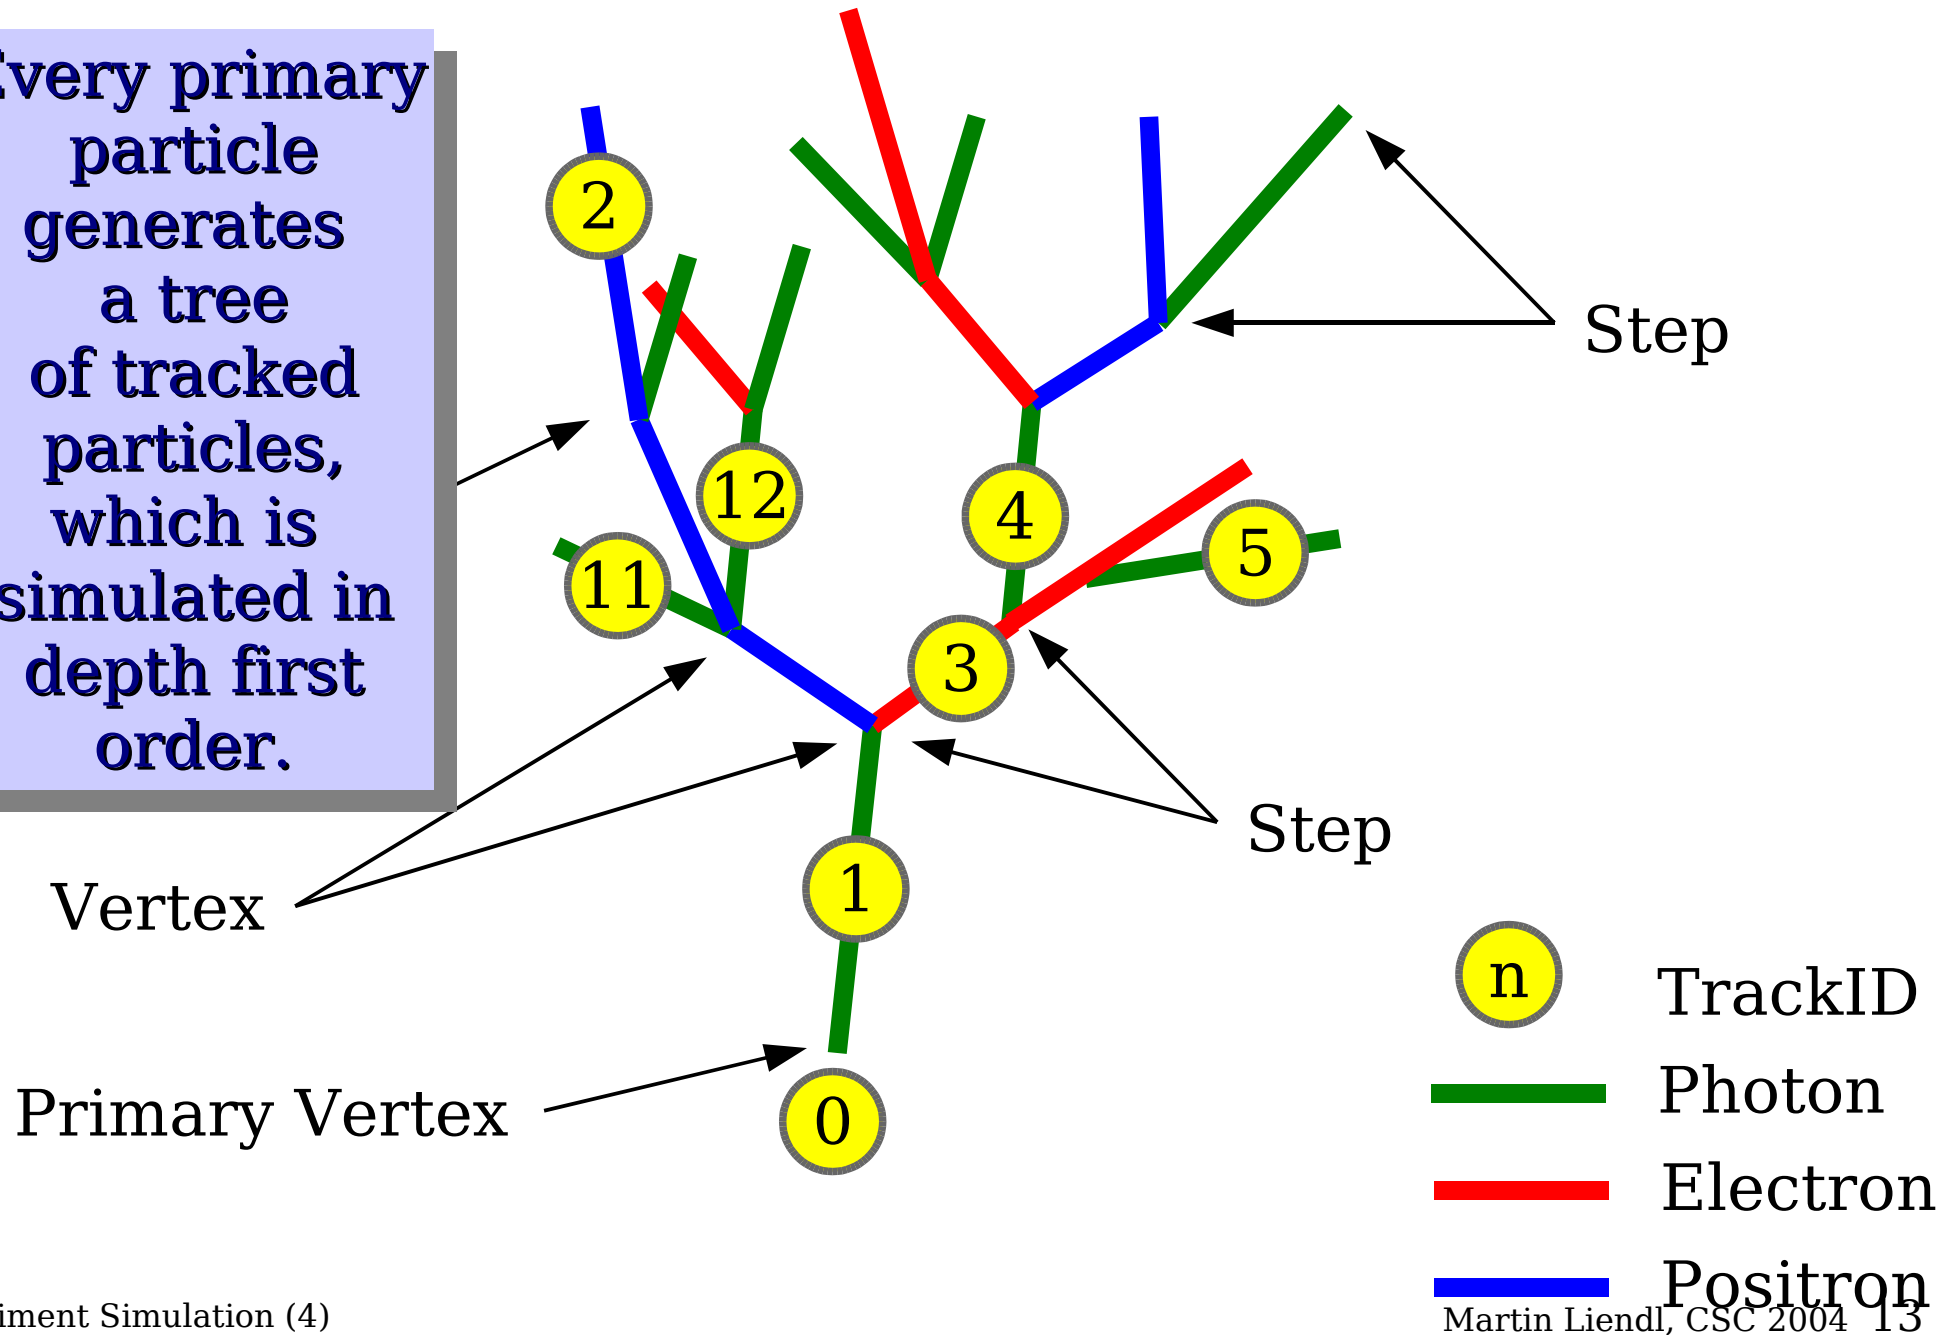 Every primary
particle
generates
a tree
of tracked
particles,
which is
simulated in
depth first
order.
2
12
11
4
5
3
1
0
Step
Step
Vertex
Primary Vertex
n TrackID
Photon
Electron
Positron
iment Simulation (4)
Martin Liendl, CSC 2004 13